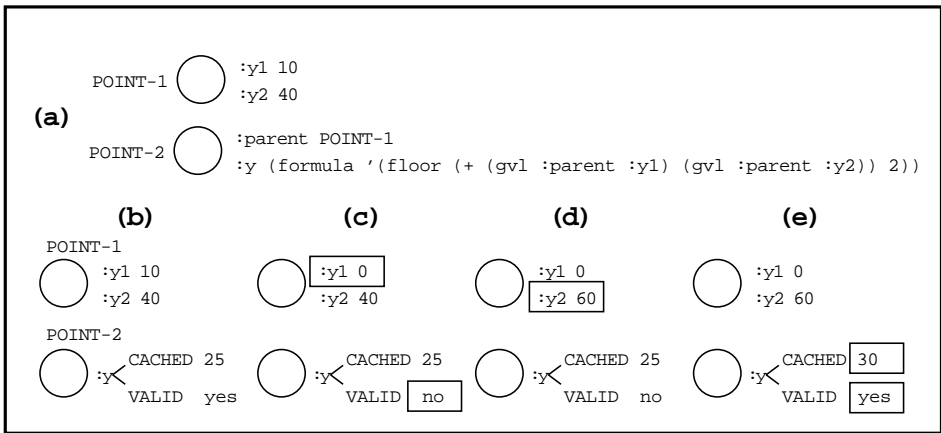 (a)
POINT-1
:y1 10
:y2 40
POINT-2
:parent POINT-1
:y (formula ’(floor (+ (gvl :parent :y1) (gvl :parent :y2)) 2))
(b) (c) (d) (e)
POINT-1
:y1 10 :y1 0 :y1 0 :y1 0
:y2 40 :y2 40 :y2 60 :y2 60
POINT-2
CACHED 25 CACHED 25 CACHED 25 CACHED 30
:y :y :y :y
VALID yes VALID no VALID no VALID yes